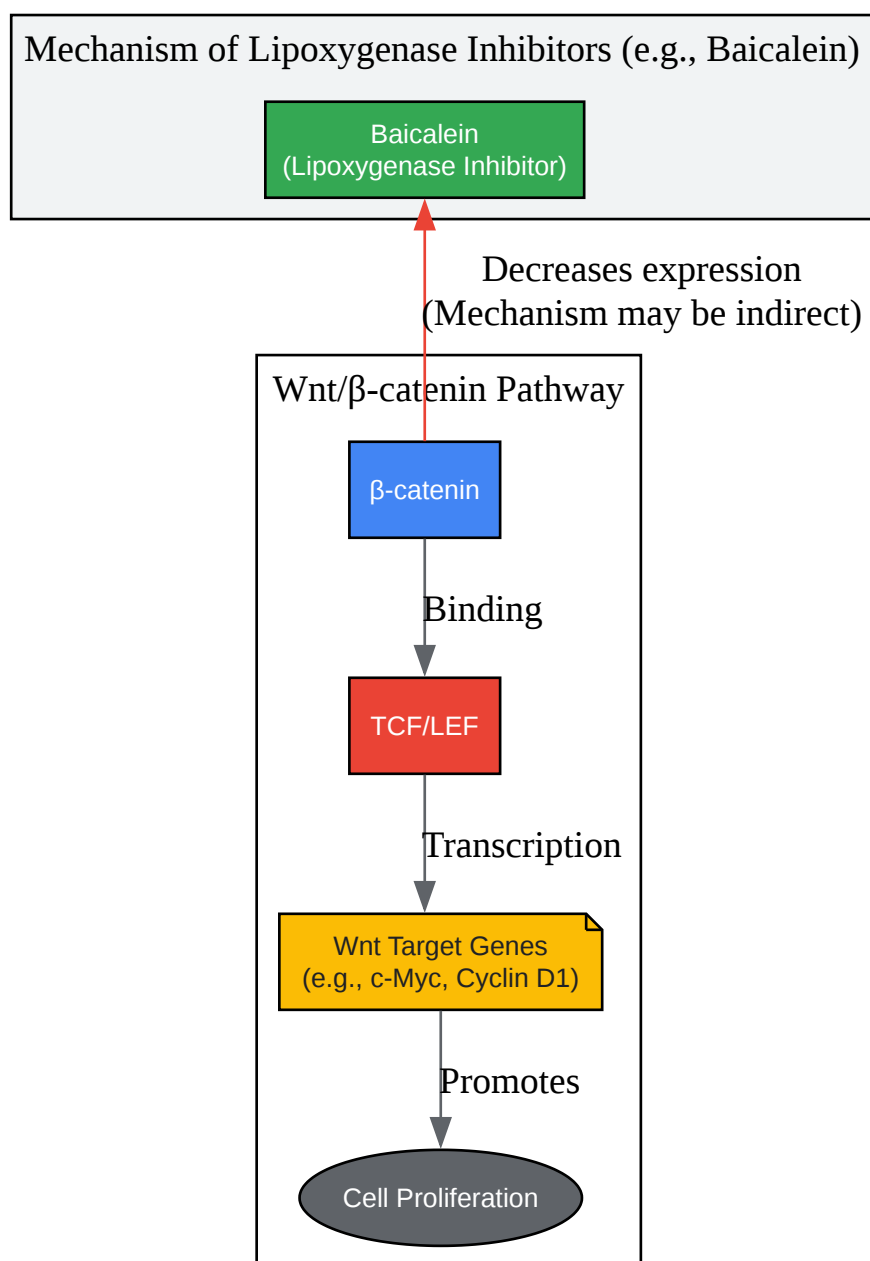 Mechanism of Lipoxygenase Inhibitors (e.g., Baicalein)
Baicalein
(Lipoxygenase Inhibitor)
Decreases expression
(Mechanism may be indirect)
Wnt/β-catenin Pathway
β-catenin
Binding
TCF/LEF
Transcription
Wnt Target Genes
(e.g., c-Myc, Cyclin D1)
Promotes
Cell Proliferation